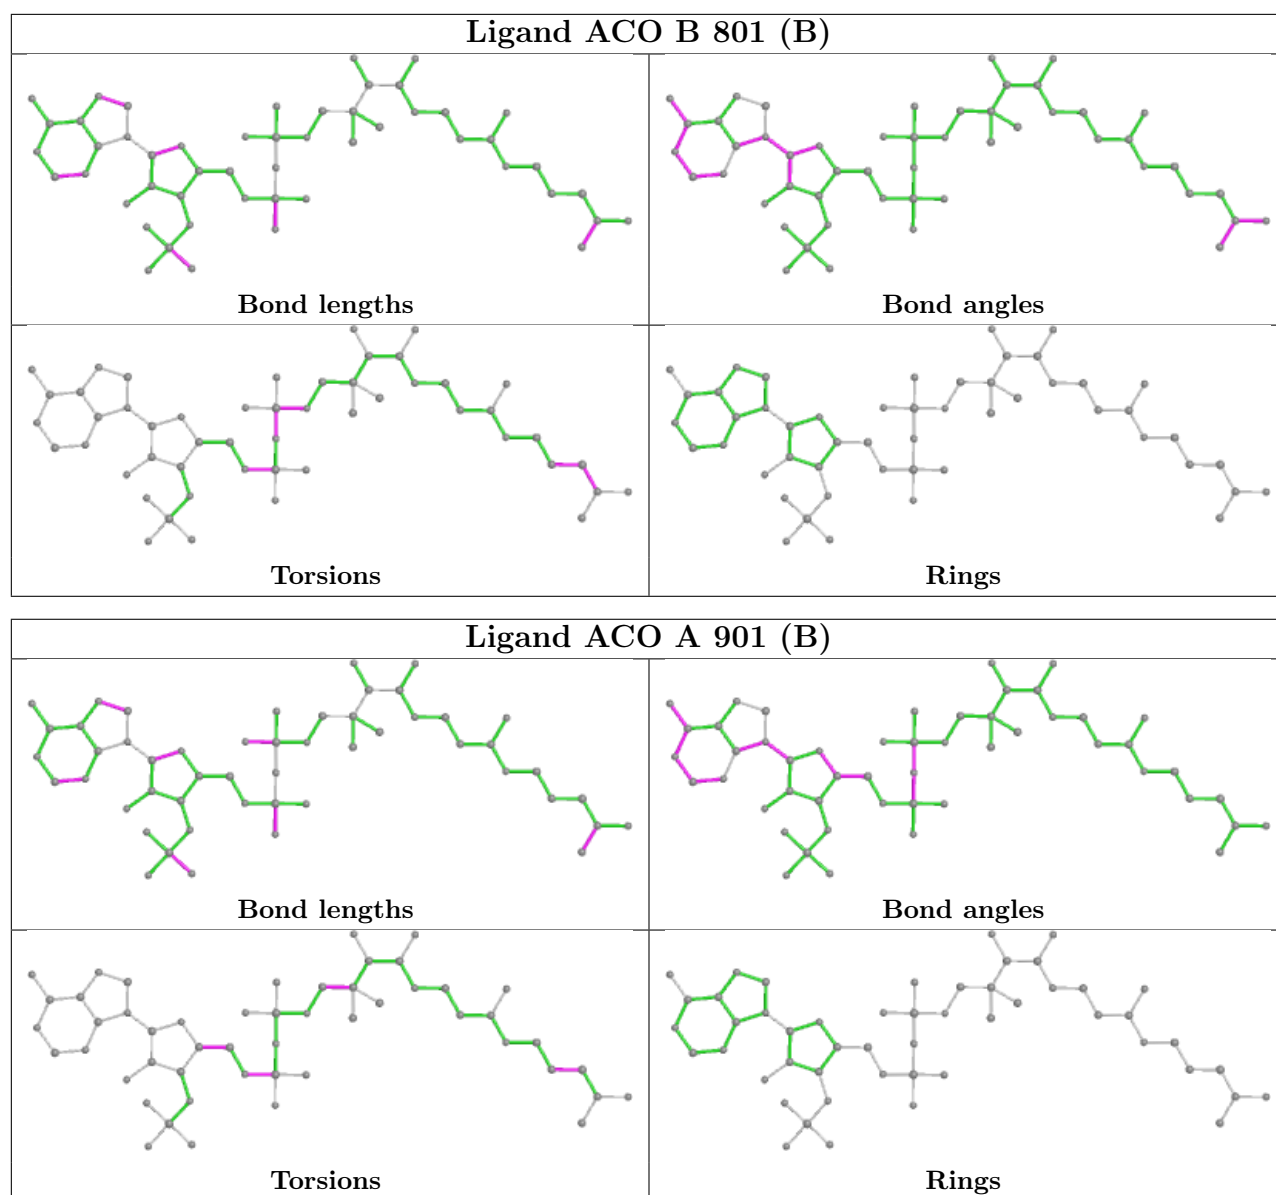 Ligand ACO B 801 (B)
Bond lengths
Bond angles
Torsions
Rings
Ligand ACO A 901 (B)
Bond lengths
Bond angles
Torsions
Rings